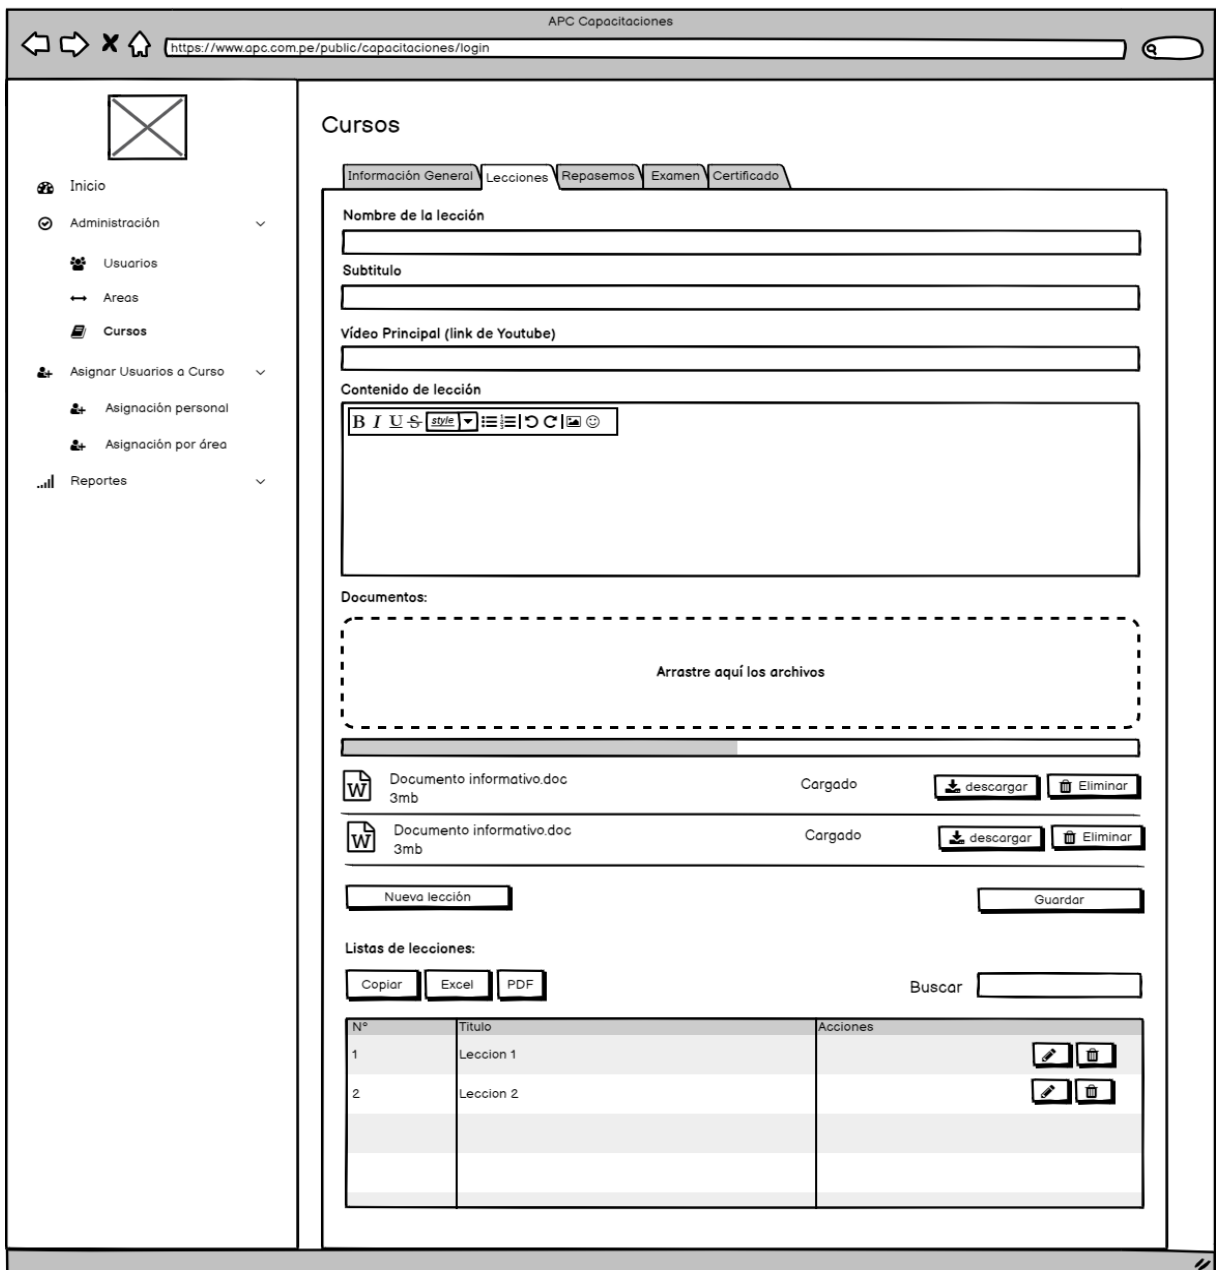 APC Capacitaciones
https://www.apc.com.pe/public/capacitaciones/login
Inicio
Administración
Usuarios
Areas
Cursos
Asignar Usuarios a Curso
Asignación personal
Asignación por área
Reportes
Cursos
Información General Lecciones Repasemos Examen Certificado
Nombre de la lección
Subtitulo
Vídeo Principal (link de Youtube)
Contenido de lección
B I U S style
Documentos:
Arrastre aquí los archivos
W Documento informativo.doc Cargado descargar Eliminar
3mb
W Documento informativo.doc Cargado descargar Eliminar
3mb
Nueva lección Guardar
Listas de lecciones:
Copiar Excel PDF Buscar
N° Titulo Acciones
1 Leccion 1
2 Leccion 2